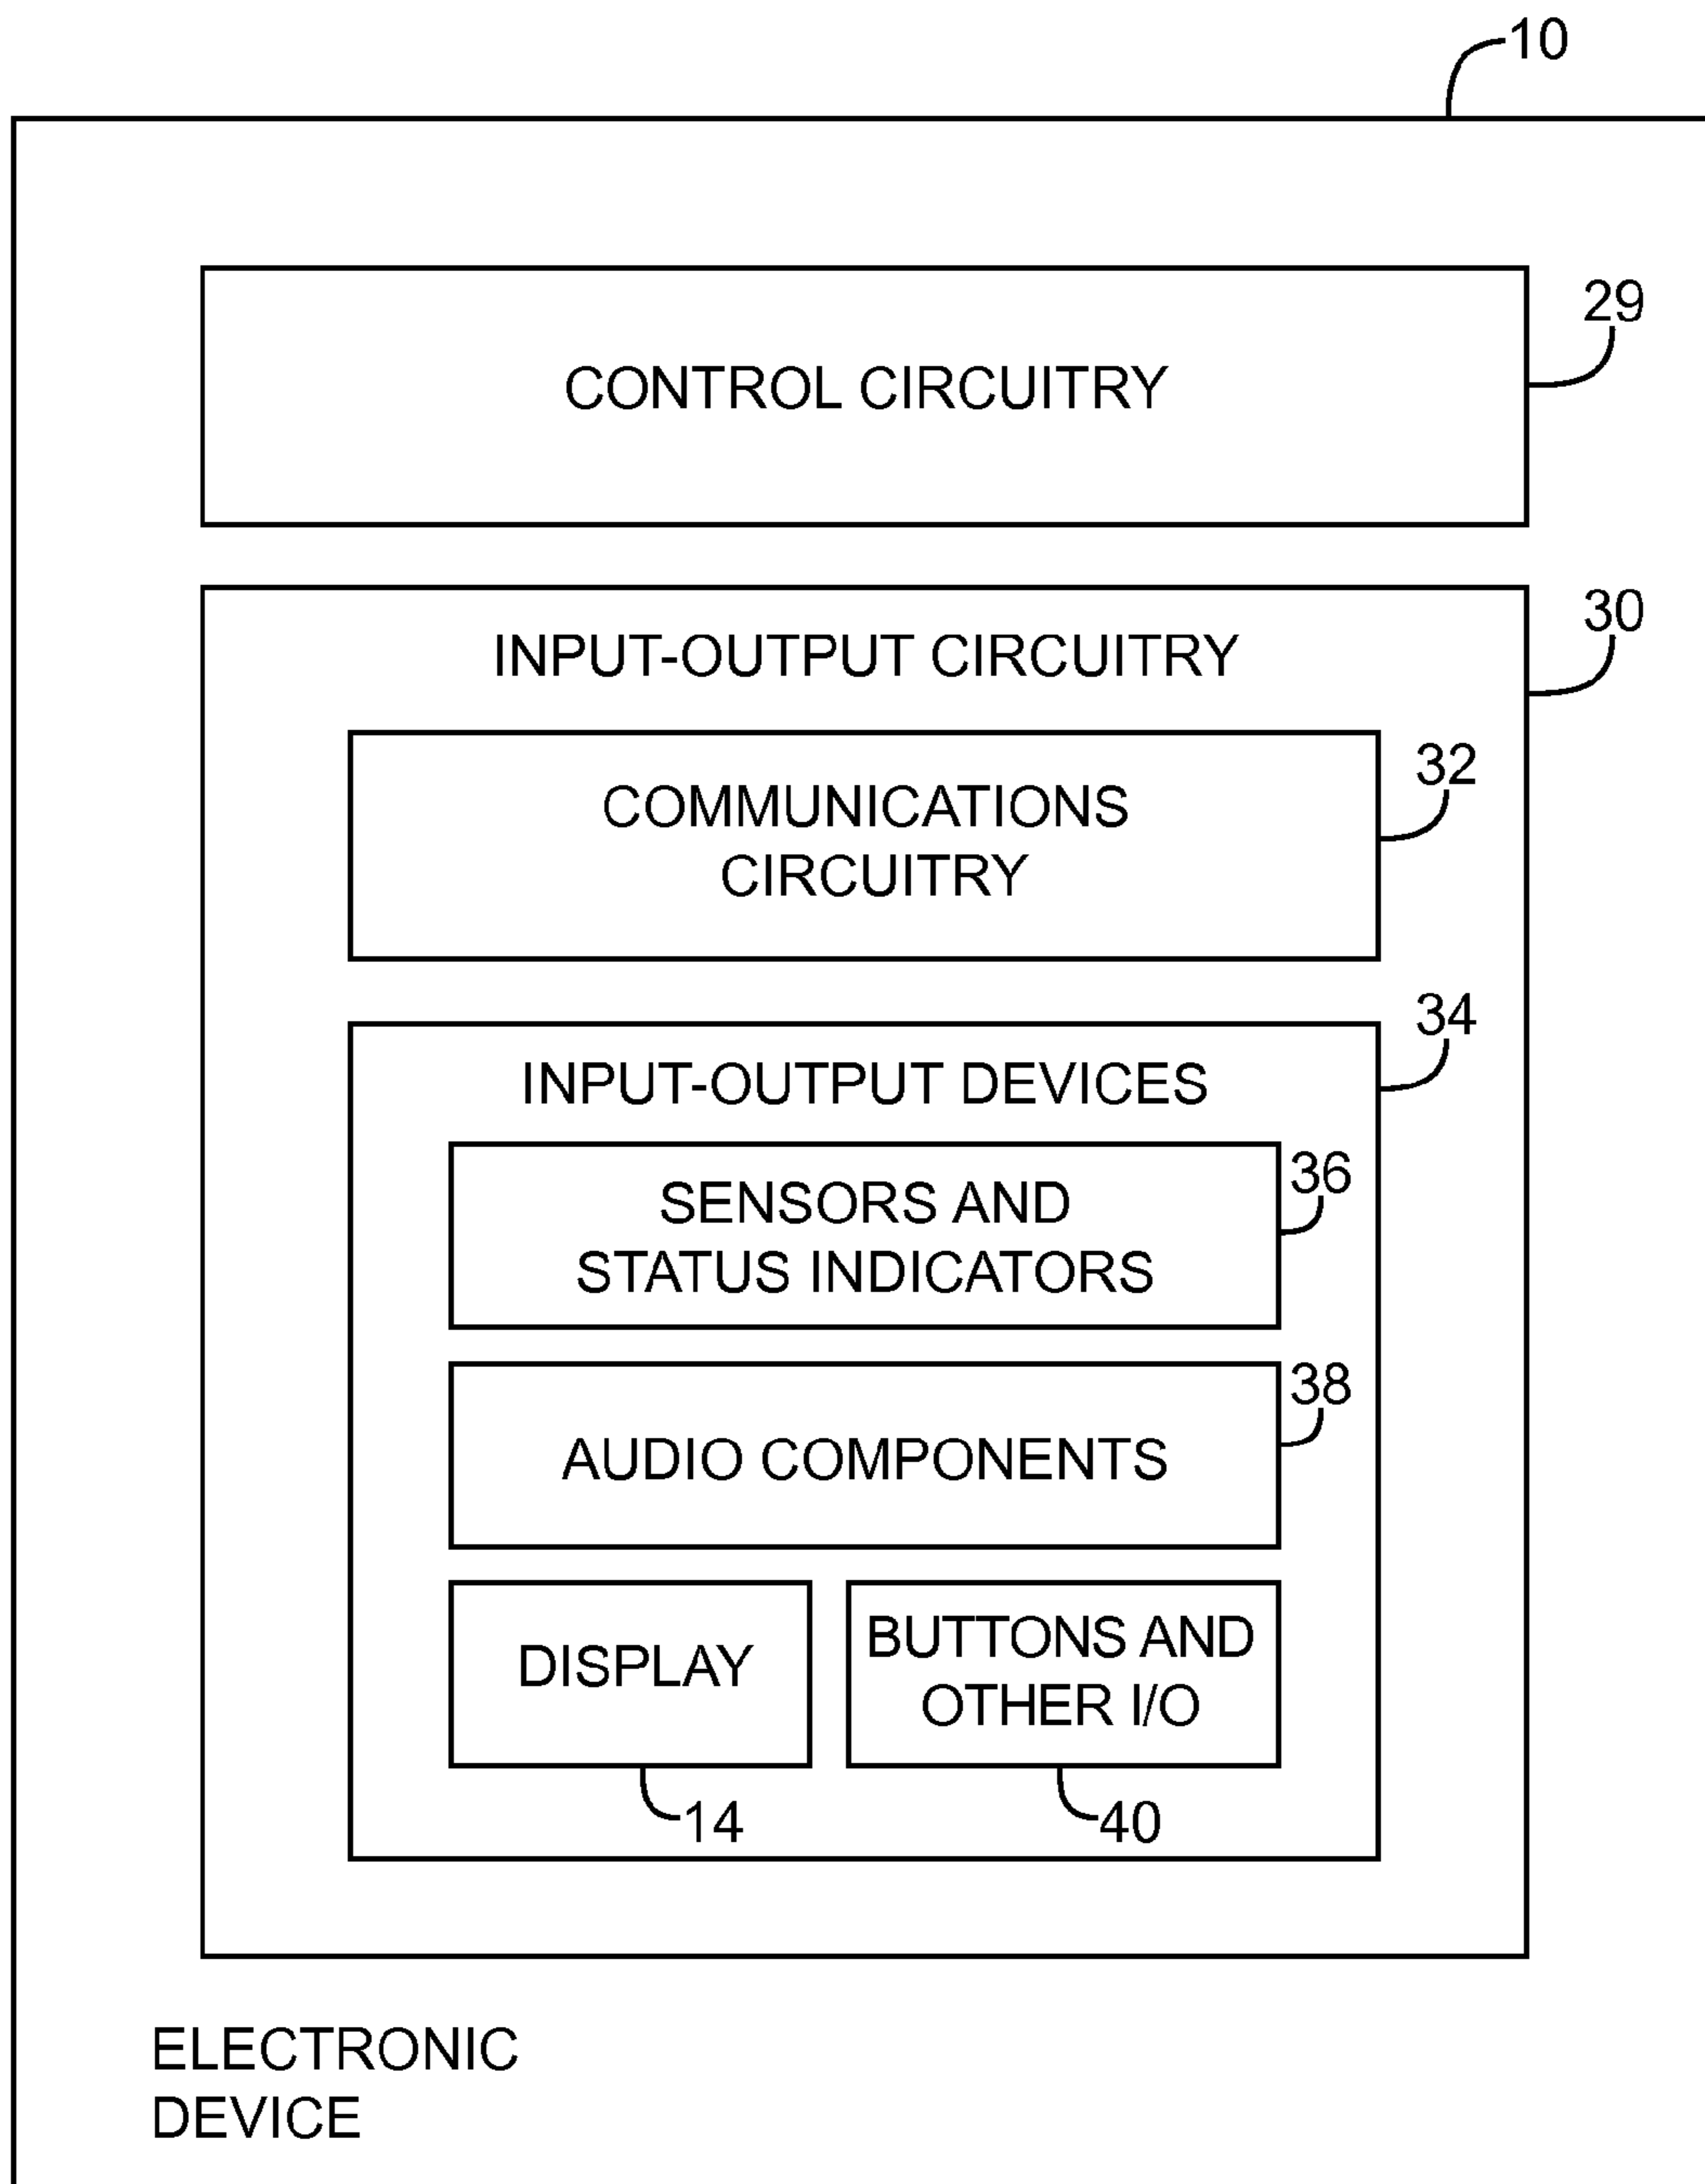 10
CONTROL CIRCUITRY
29
INPUT-OUTPUT CIRCUITRY
30
COMMUNICATIONS
CIRCUITRY
32
INPUT-OUTPUT DEVICES
34
SENSORS AND
STATUS INDICATORS
36
AUDIO COMPONENTS
38
DISPLAY
14
BUTTONS AND
OTHER I/O
40
ELECTRONIC
DEVICE